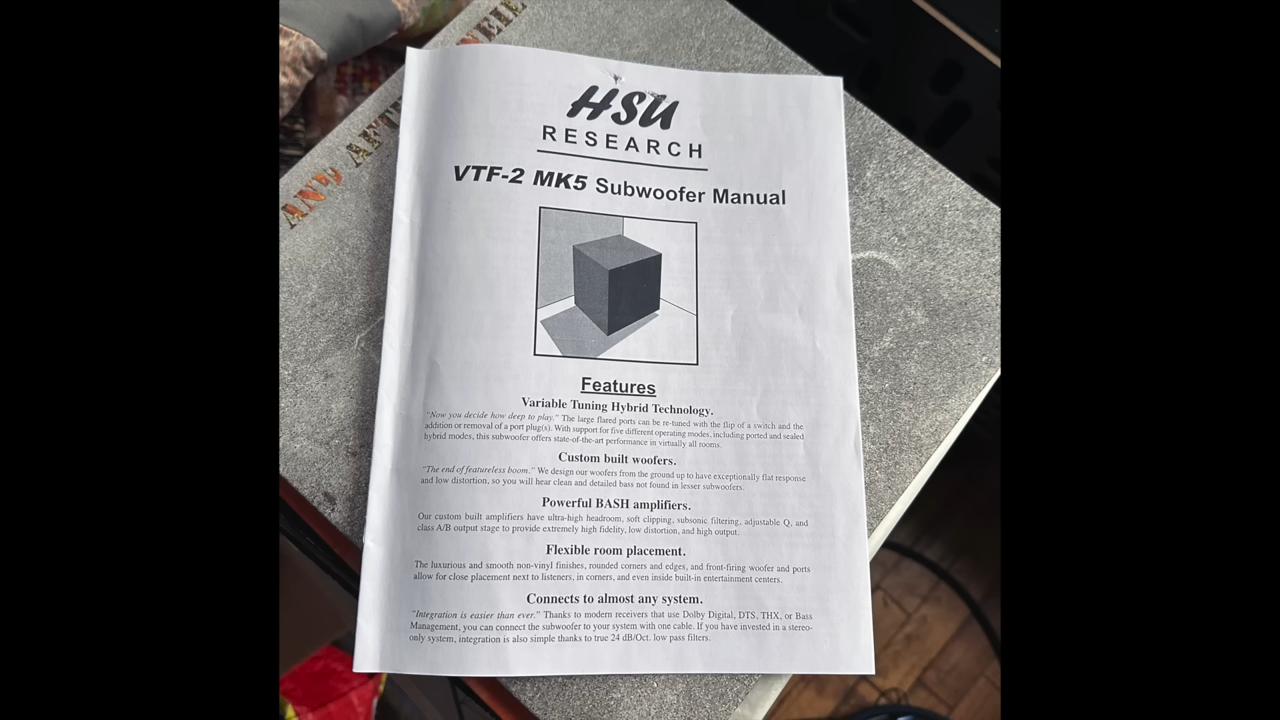 HSU
RESEARCH
VTF-2 MK5 Subwoofer Manual
Features
Variable Tuning Hybrid Technology.
"Now you decide how deep to play." The large flared ports can be re-tuned with the flip of a switch and the
addition or removal of a port plug(s). With support for five different operating modes, including ported and sealed
hybrid modes, this subwoofer offers state-of-the-art performance in virtually all rooms.
Custom built woofers.
"The end of featureless boom." We design our woofers from the ground up to have exceptionally flat response
and low distortion, so you will hear clean and detailed bass not found in lesser subwoofers.
Powerful BASH amplifiers.
Our custom built amplifiers have ultra-high headroom, soft clipping, subsonic filtering, adjustable Q, and
class A/B output stage to provide extremely high fidelity, low distortion, and high output.
Flexible room placement.
The luxurious and smooth non-vinyl finishes, rounded corners and edges, and front-firing woofer and ports
allow for close placement next to listeners, in corners, and even inside built-in entertainment centers.
Connects to almost any system.
"Integration is easier than ever." Thanks to modern receivers that use Dolby Digital, DTS, THX, or Bass
Management, you can connect the subwoofer to your system with one cable. If you have invested in a stereo-
only system, integration is also simple thanks to true 24 dB/Oct. low pass filters.
AND